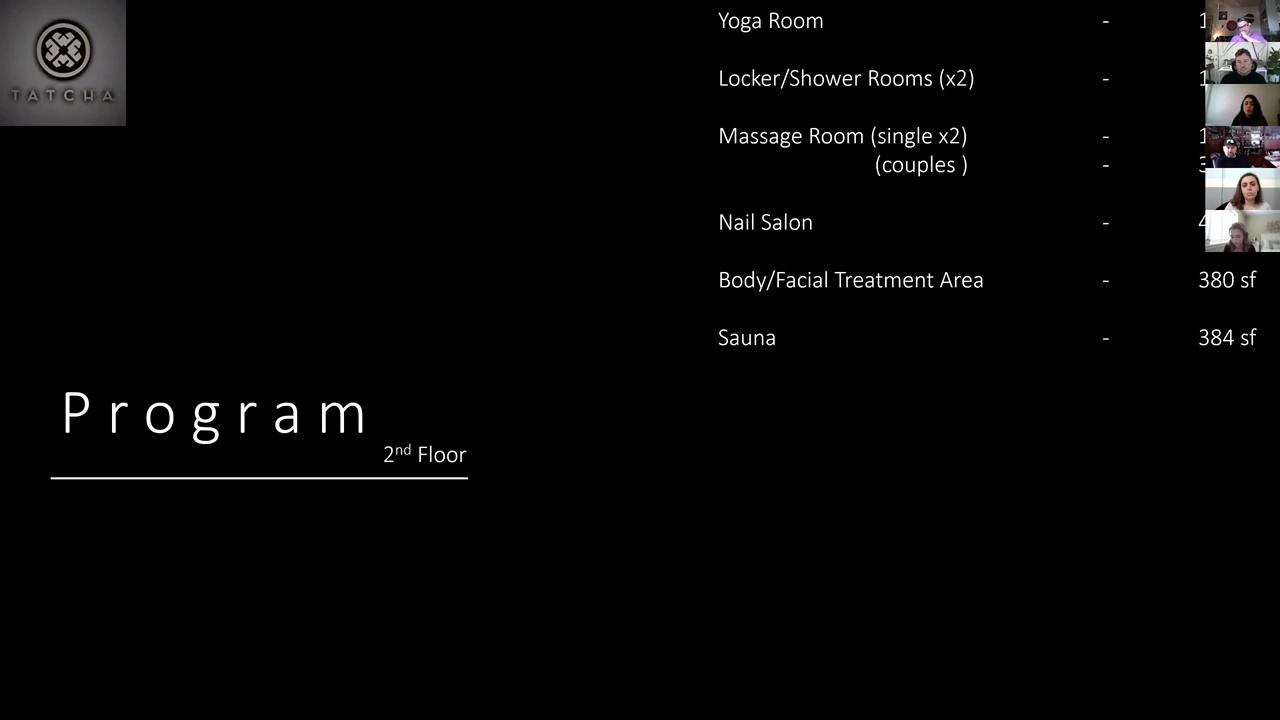 TATCHA
Yoga Room -
Locker/Shower Rooms (x2) -
Massage Room (single x2) -
(couples ) -
Nail Salon -
Body/Facial Treatment Area - 380 sf
Sauna - 384 sf
Program
2nd Floor